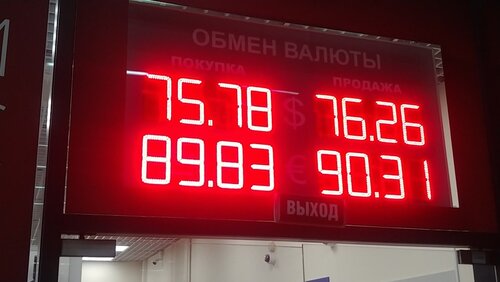 ОБМЕН ВАЛЮТЫ
ПОКУПКА ПРОДАЖА
75.78 $ 76.26
89.83 € 90.31
ВЫХОД